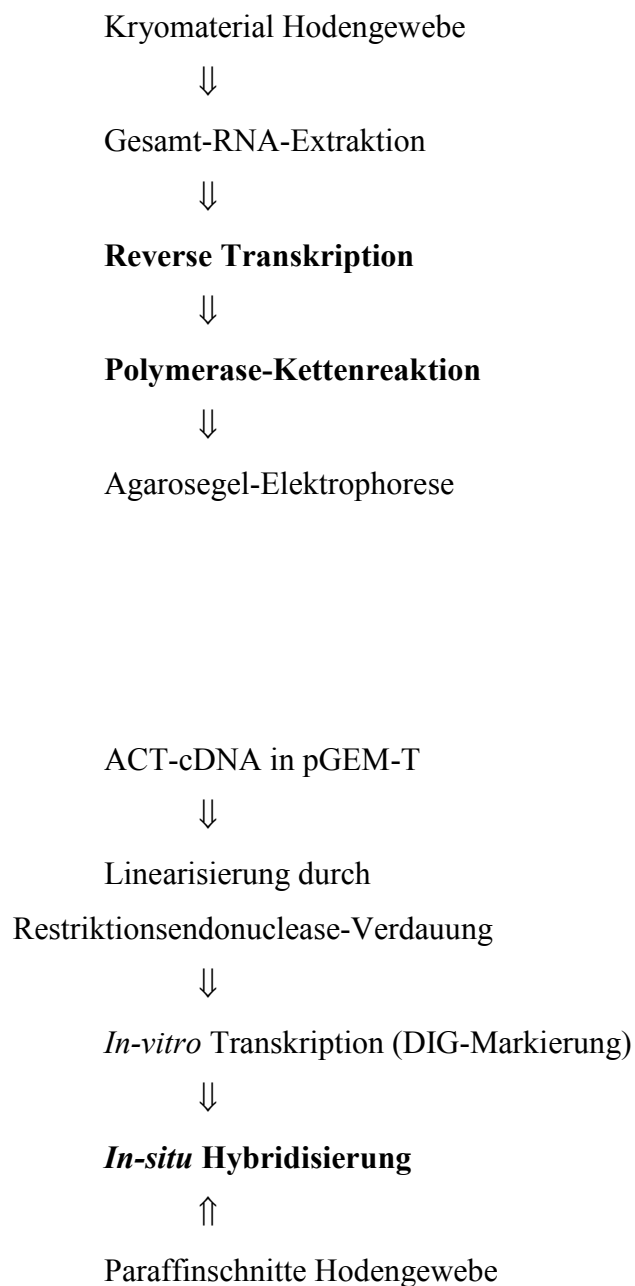 Kryomaterial Hodengewebe
⇓
Gesamt-RNA-Extraktion
⇓
Reverse Transkription
⇓
Polymerase-Kettenreaktion
⇓
Agarosegel-Elektrophorese
ACT-cDNA in pGEM-T
⇓
Linearisierung durch
Restriktionsendonuclease-Verdauung
⇓
In-vitro Transkription (DIG-Markierung)
⇓
In-situ Hybridisierung
⇑
Paraffinschnitte Hodengewebe